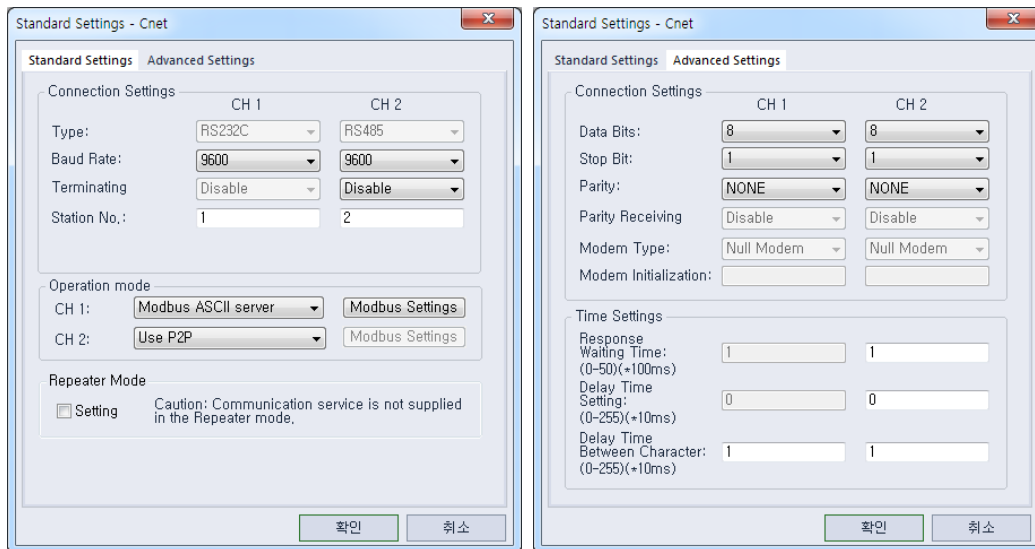 Standard Settings - Cnet
Standard Settings Advanced Settings
Connection Settings
CH 1 CH 2
Type: RS232C RS485
Baud Rate: 9600 9600
Terminating Disable Disable
Station No.: 1 2
Operation mode
CH 1: Modbus ASCII server Modbus Settings
CH 2: Use P2P Modbus Settings
Repeater Mode
Setting Caution: Communication service is not supplied
in the Repeater mode.
확인 취소
Standard Settings - Cnet
Standard Settings Advanced Settings
Connection Settings
CH 1 CH 2
Data Bits: 8 8
Stop Bit: 1 1
Parity: NONE NONE
Parity Receiving Disable Disable
Modem Type: Null Modem Null Modem
Modem Initialization:
Time Settings
Response
Waiting Time: 1 1
(0-50)(*100ms)
Delay Time
Setting: 0 0
(0-255)(*10ms)
Delay Time
Between Character: 1 1
(0-255)(*10ms)
확인 취소